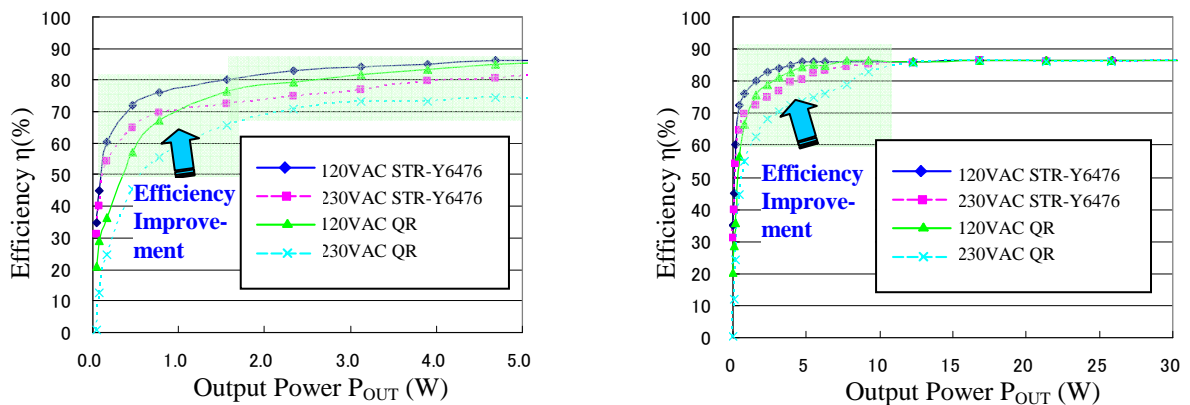 Efficiency η(%)
100
90
80
70
60
50
40
30
20
10
0
0.0 1.0 2.0 3.0 4.0 5.0
Output Power POUT (W)
Efficiency
Improve-
ment
120VAC STR-Y6476
230VAC STR-Y6476
120VAC QR
230VAC QR
Efficiency η(%)
100
90
80
70
60
50
40
30
20
10
0
0 5 10 15 20 25 30
Output Power POUT (W)
Efficiency
Improve-
ment
120VAC STR-Y6476
230VAC STR-Y6476
120VAC QR
230VAC QR